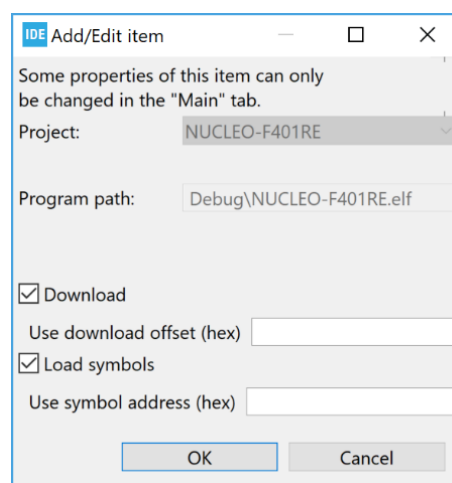 IDE Add/Edit item
Some properties of this item can only
be changed in the "Main" tab.
Project: NUCLEO-F401RE
Program path: Debug\NUCLEO-F401RE.elf
Download
Use download offset (hex)
Load symbols
Use symbol address (hex)
OK Cancel